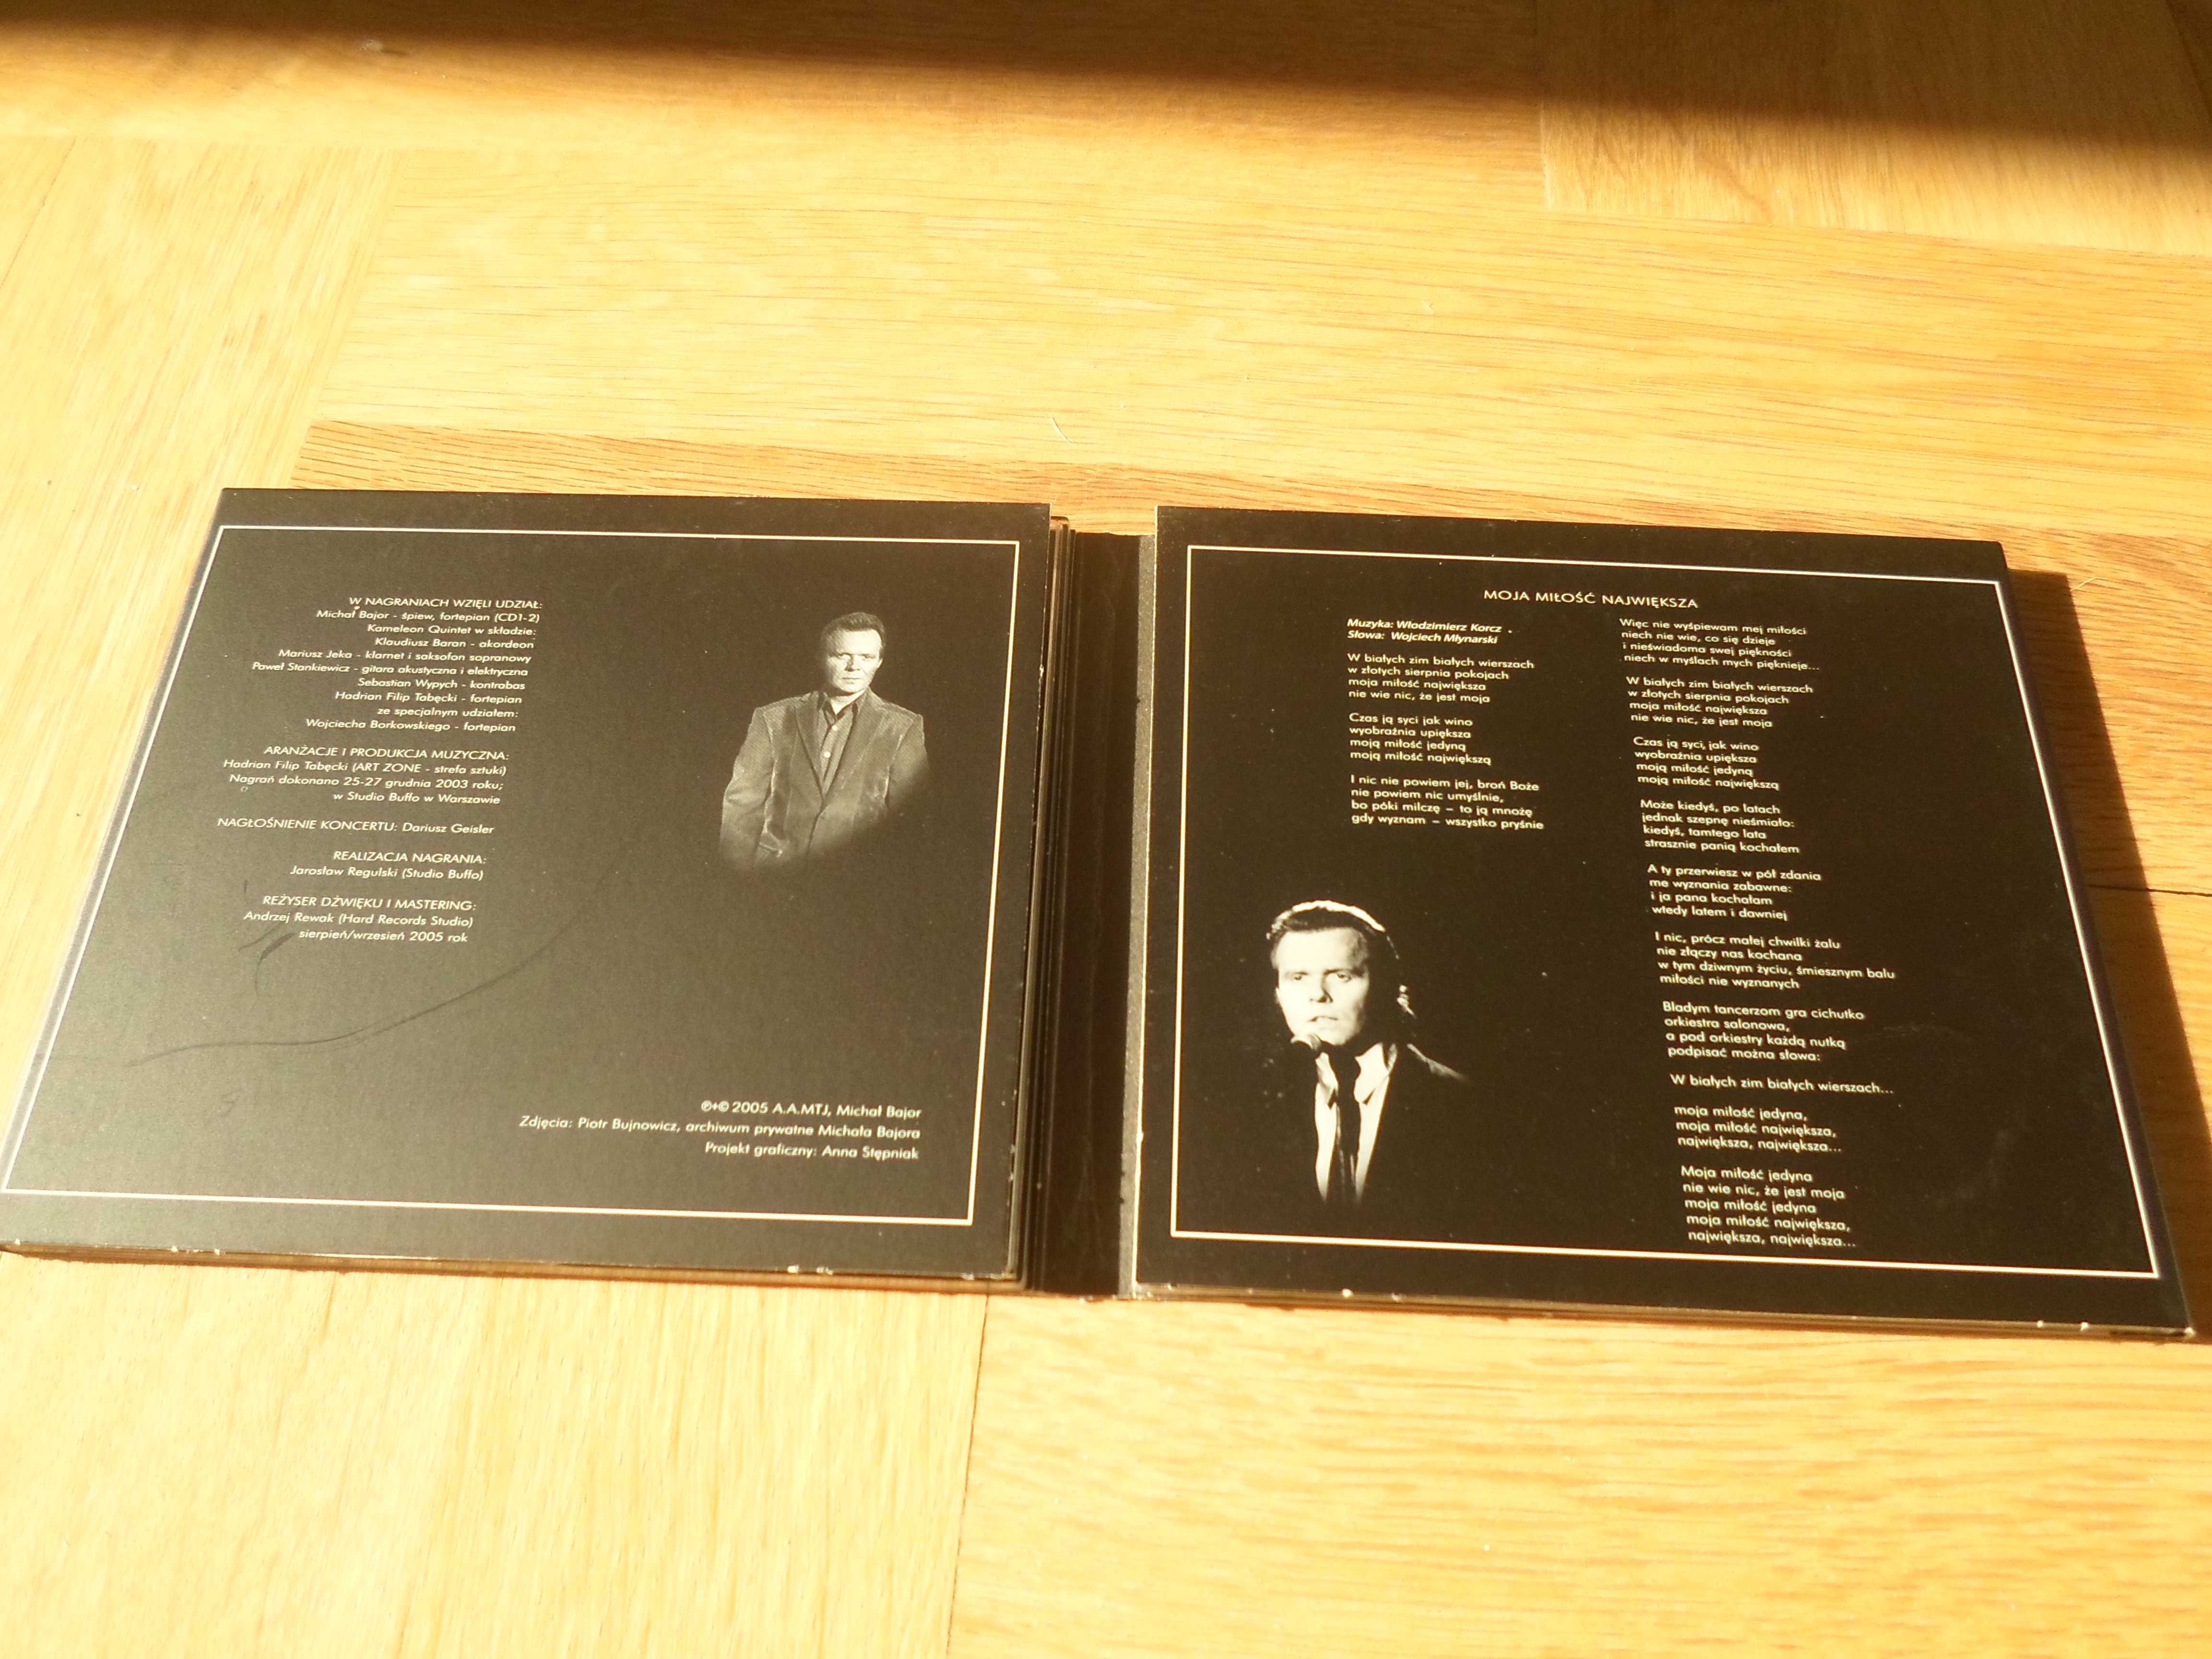 W NAGRANIACH WZIĘLI UDZIAŁ:
Michał Bajor - śpiew, fortepian (CD1-2)
Kameleon Quintet w składzie:
Klaudiusz Baran - akordeon
Mariusz Jeka - klarnet i saksofon sopranowy
Paweł Stankiewicz - gitara akustyczna i elektryczna
Sebastian Wypych - kontrabas
Hadrian Filip Tabęcki - fortepian
ze specjalnym udziałem:
Wojciecha Borkowskiego - fortepian
ARANŻACJE I PRODUKCJA MUZYCZNA:
Hadrian Filip Tabęcki (ART ZONE - strefa sztuki)
Nagrań dokonano 25-27 grudnia 2003 roku;
w Studio Buffo w Warszawie
NAGŁOŚNIENIE KONCERTU: Dariusz Geisler
REALIZACJA NAGRANIA:
Jarosław Regulski (Studio Buffo)
REŻYSER DŹWIĘKU I MASTERING:
Andrzej Rewak (Hard Records Studio)
sierpień/wrzesień 2005 rok
℗+© 2005 A.A.MTJ, Michał Bajor
Zdjęcia: Piotr Bujnowicz, archiwum prywatne Michała Bajora
Projekt graficzny: Anna Stępniak
MOJA MIŁOŚĆ NAJWIĘKSZA
Muzyka: Włodzimierz Korcz
Słowa: Wojciech Młynarski
W białych zim białych wierszach
w złotych sierpnia pokojach
moja miłość największa
nie wie nic, że jest moja
Czas ją syci jak wino
wyobraźnia upiększa
moją miłość jedyną
moją miłość największą
I nic nie powiem jej, broń Boże
nie powiem nic umyślnie,
bo póki milczę – to ją mnożę
gdy wyznam – wszystko pryśnie
Więc nie wyśpiewam mej miłości
niech nie wie, co się dzieje
i nieświadoma swej piękności
niech w myślach mych pięknieje...
W białych zim białych wierszach
w złotych sierpnia pokojach
moja miłość największa
nie wie nic, że jest moja
Czas ją syci, jak wino
wyobraźnia upiększa
moją miłość jedyną
moją miłość największą
Może kiedyś, po latach
jednak szepnę nieśmiało:
kiedyś, tamtego lata
strasznie panią kochałem
A ty przerwiesz w pół zdania
me wyznania zabawne:
i ja pana kochałam
wtedy latem i dawniej
I nic, prócz małej chwilki żalu
nie złączy nas kochana
w tym dziwnym życiu, śmiesznym balu
miłości nie wyznanych
Bladym tancerzom gra cichutko
orkiestra salonowa,
a pod orkiestry każdą nutką
podpisać można słowa:
W białych zim białych wierszach...
moja miłość jedyna,
moja miłość największa,
największa, największa...
Moja miłość jedyna
nie wie nic, że jest moja
moja miłość jedyna
moja miłość największa,
największa, największa...